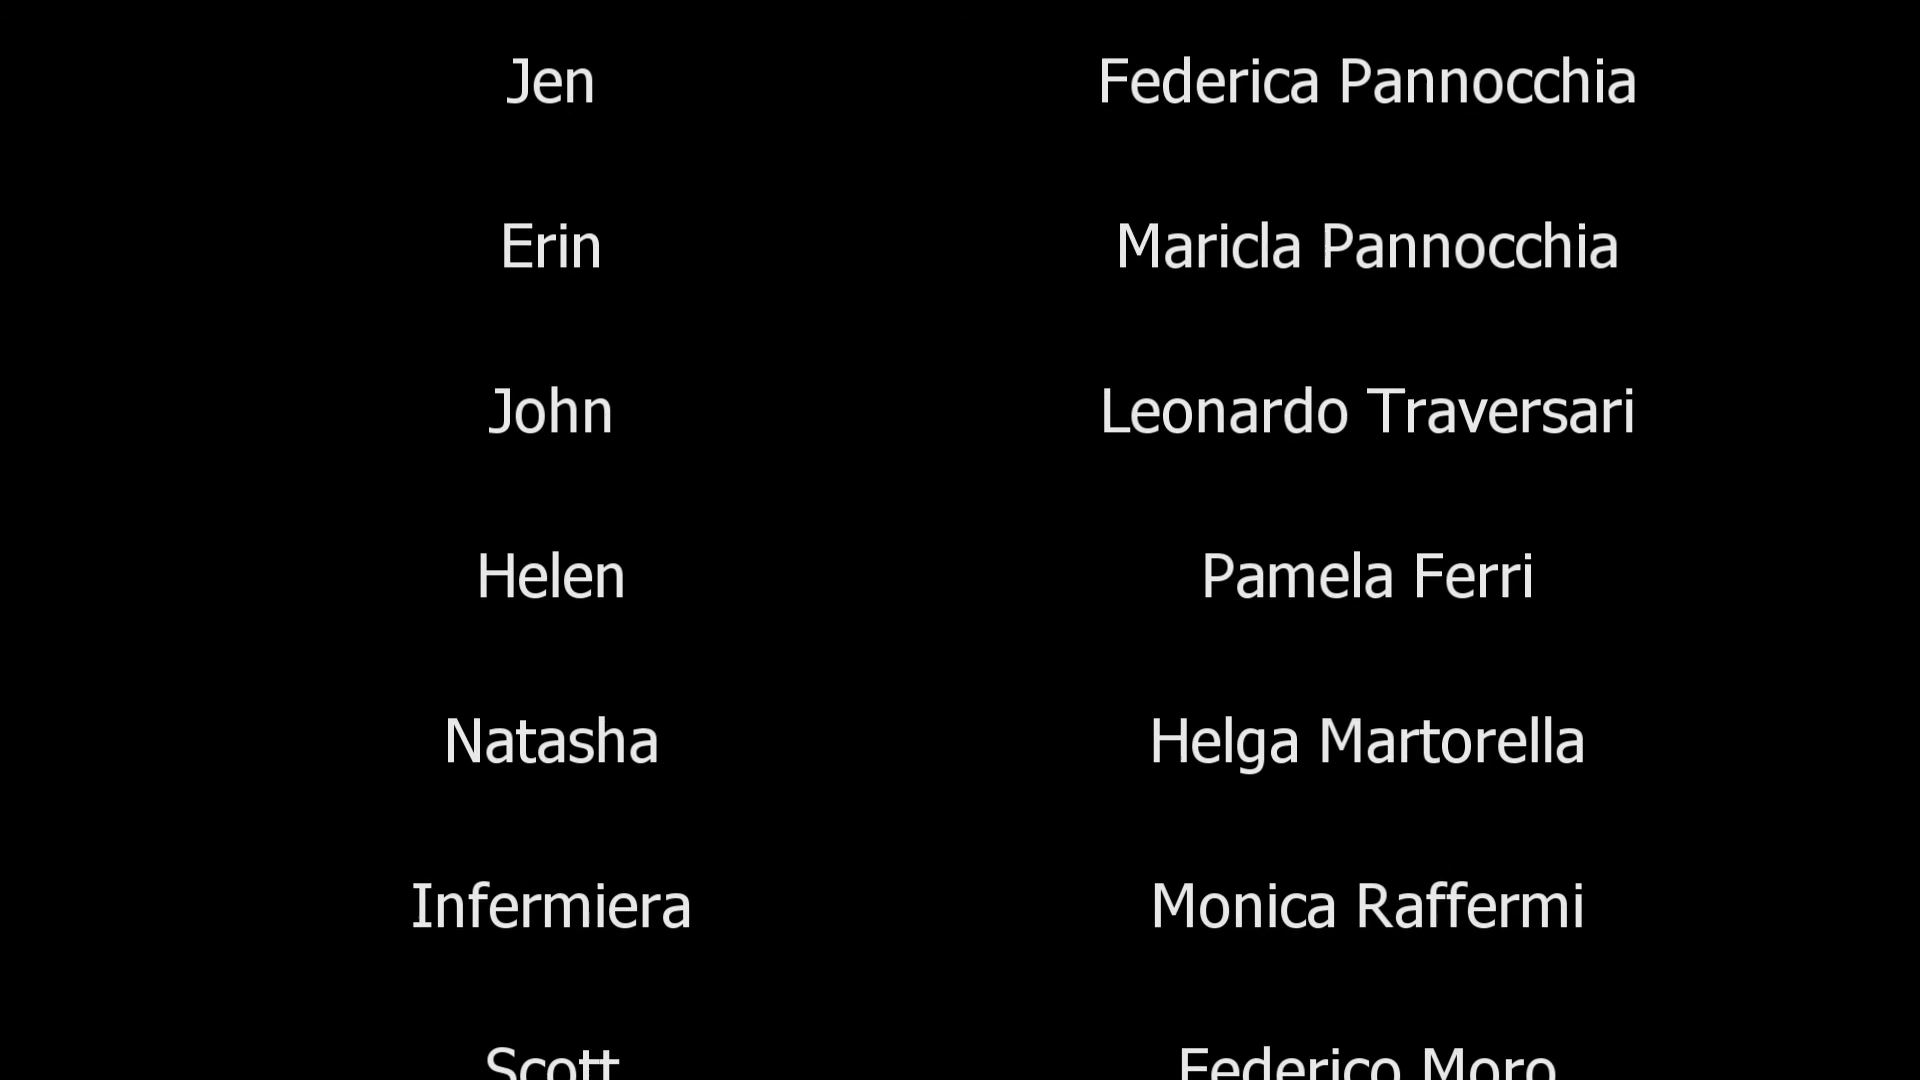 Jen Federica Pannocchia
Erin Maricla Pannocchia
John Leonardo Traversari
Helen Pamela Ferri
Natasha Helga Martorella
Infermiera Monica Raffermi
Scott Federico Moro